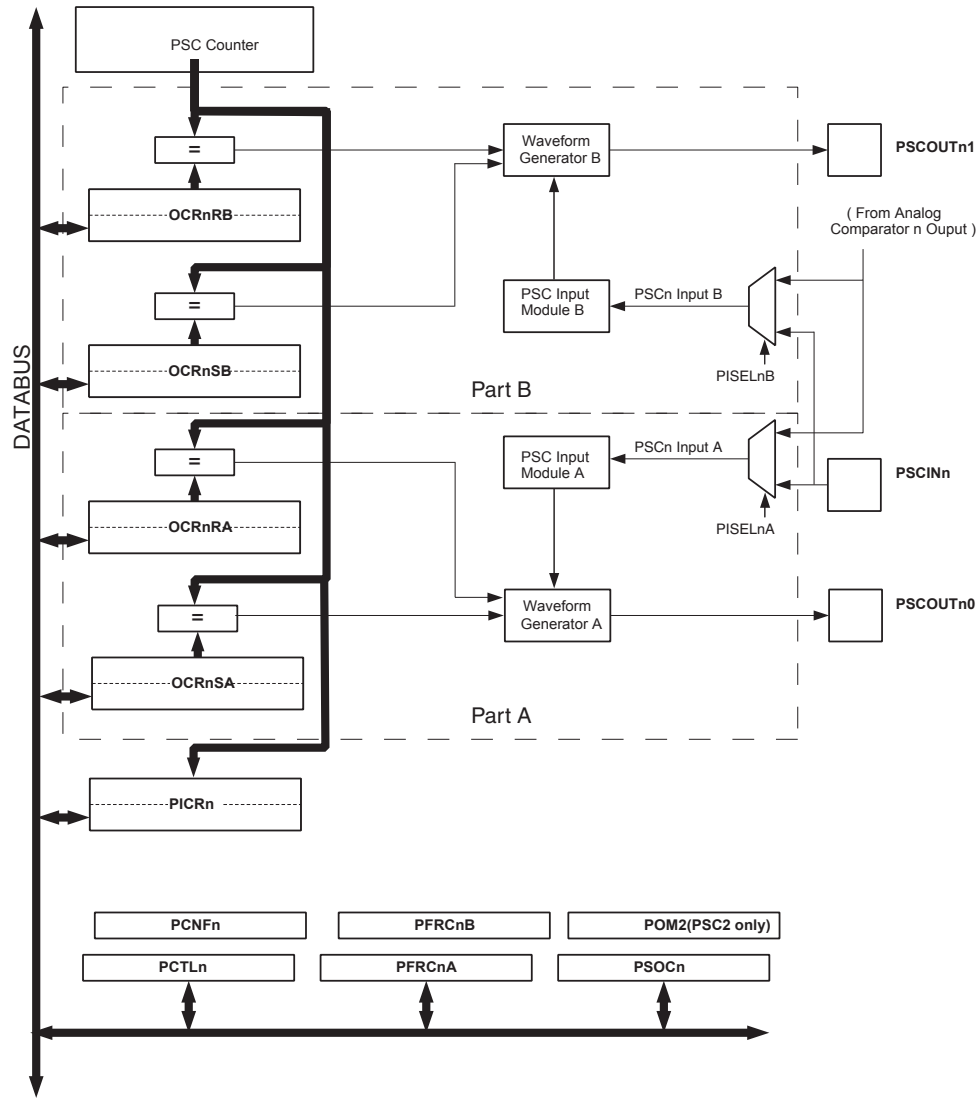 PSC Counter
=
Waveform
Generator B
PSCOUTn1
OCRnRB
( From Analog
Comparator n Ouput )
=
PSC Input
Module B
PSCn Input B
OCRnSB
PISELnB
Part B
DATABUS
=
PSC Input
Module A
PSCn Input A
PSCINn
OCRnRA
PISELnA
=
Waveform
Generator A
PSCOUTn0
OCRnSA
Part A
PICRn
PCNFn
PFRCnB
POM2(PSC2 only)
PCTLn
PFRCnA
PSOCn